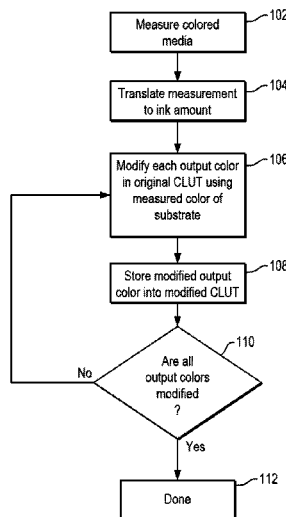 102
Measure colored
media
104
Translate measurement
to ink amount
106
Modify each output color
in original CLUT using
measured color of
substrate
108
Store modified output
color into modified CLUT
110
Are all
output colors
modified
?
No
Yes
112
Done